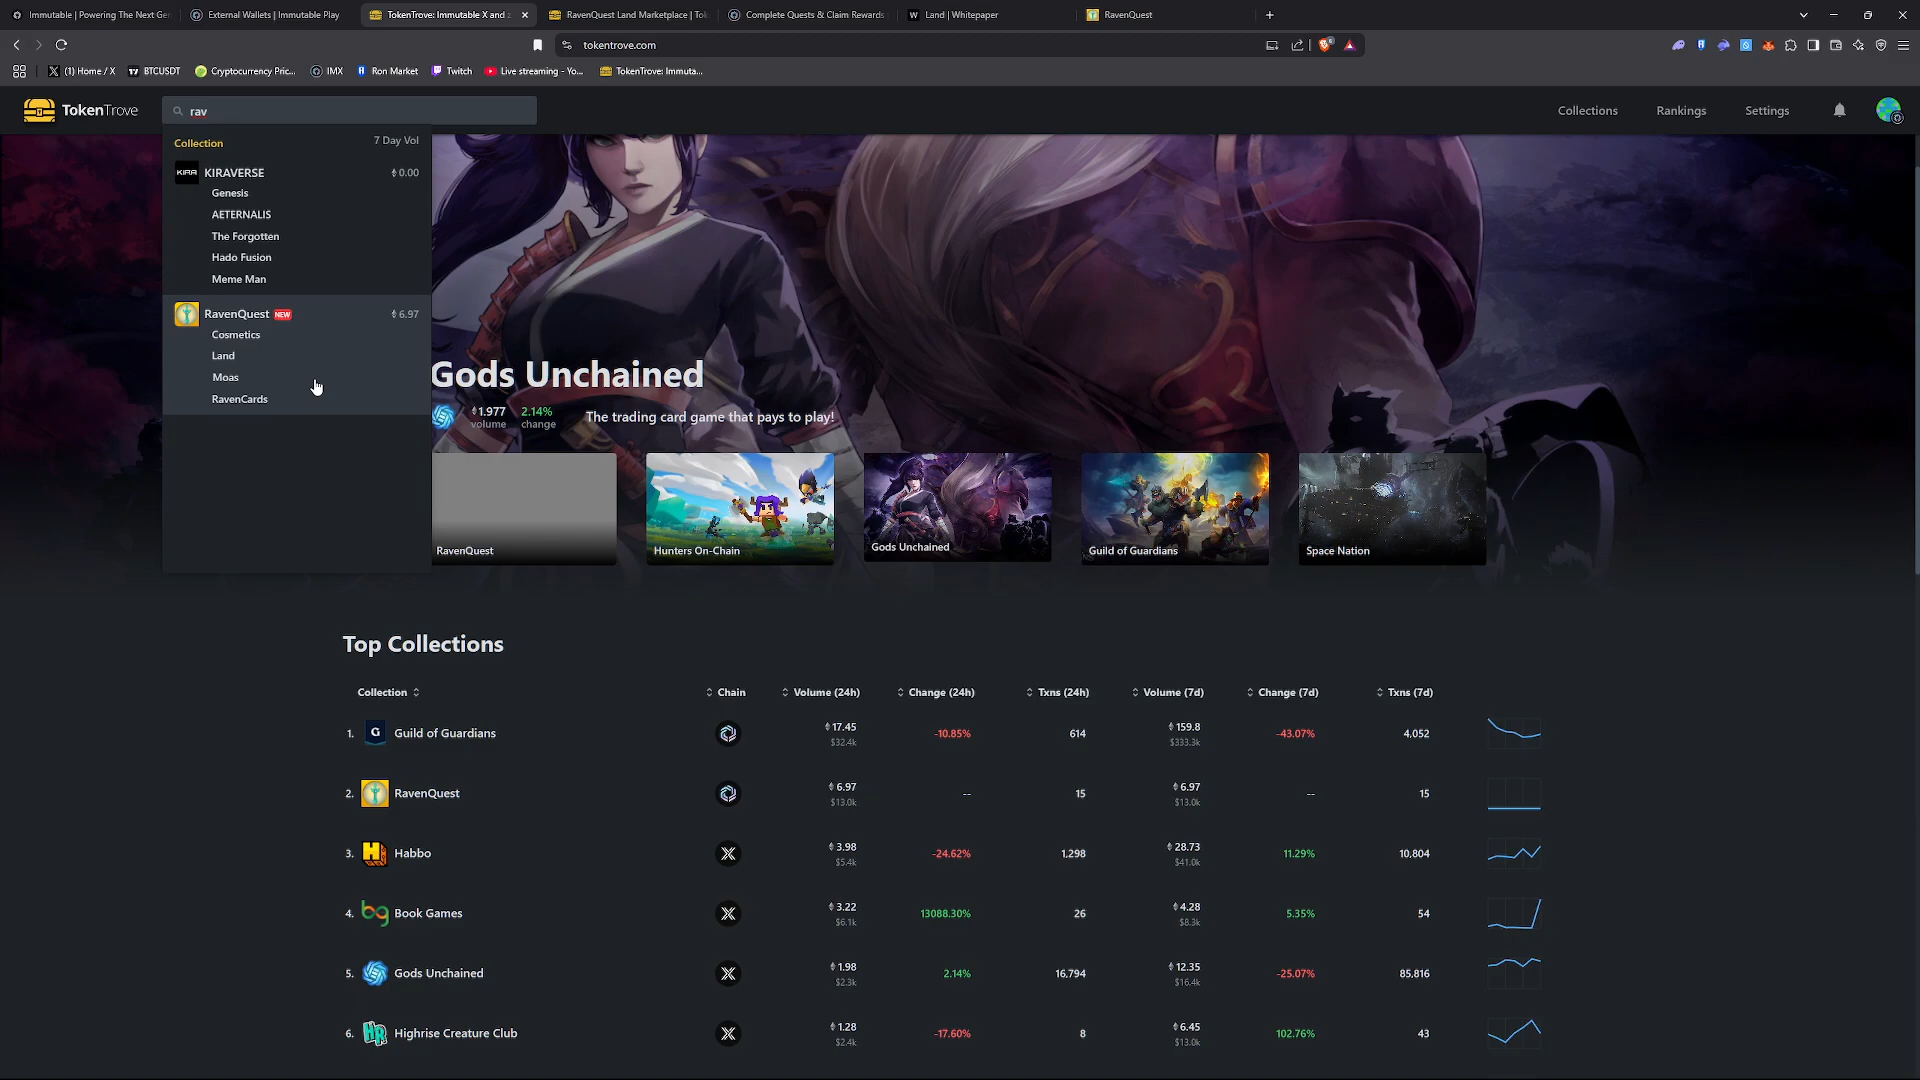 Immutable | Powering The Next Gen
External Wallets | Immutable Play
TokenTrove: Immutable X and z
RavenQuest Land Marketplace | Tok
Complete Quests & Claim Rewards
W Land | Whitepaper
RavenQuest
tokentrove.com
(1) Home / X
BTCUSDT
Cryptocurrency Pric...
IMX
Ron Market
Twitch
Live streaming - Yo...
TokenTrove: Immuta...
TokenTrove
rav
Collections
Rankings
Settings
Collection
7 Day Vol
KIRA KIRAVERSE
0.00
Genesis
AETERNALIS
The Forgotten
Hado Fusion
Meme Man
RavenQuest NEW
6.97
Cosmetics
Land
Moas
RavenCards
Gods Unchained
1.977
volume
2.14%
change
The trading card game that pays to play!
RavenQuest
Hunters On-Chain
Gods Unchained
Guild of Guardians
Space Nation
Top Collections
Collection Chain Volume (24h) Change (24h) Txns (24h) Volume (7d) Change (7d) Txns (7d)
1. G Guild of Guardians 17.45 -10.85% 614 159.8 -43.07% 4,052
$32.4k $333.3k
2. RavenQuest 6.97 -- 15 6.97 -- 15
$13.0k $13.0k
3. Habbo 3.98 -24.62% 1,298 28.73 11.29% 10,804
$5.4k $41.0k
4. bg Book Games 3.22 13088.30% 26 4.28 5.35% 54
$6.1k $8.3k
5. Gods Unchained 1.98 2.14% 16,794 12.35 -25.07% 85,816
$2.3k $16.4k
6. HR Highrise Creature Club 1.28 -17.60% 8 6.45 102.76% 43
$2.4k $13.0k